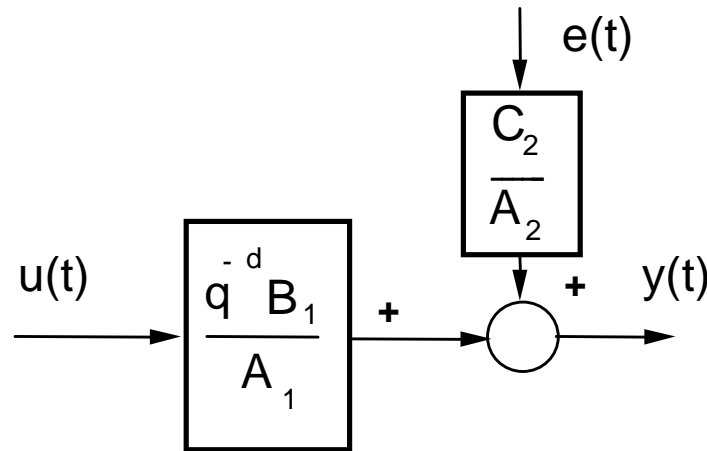 e(t)
C2
A2
+
u(t)
q-d B1
A1
+
y(t)